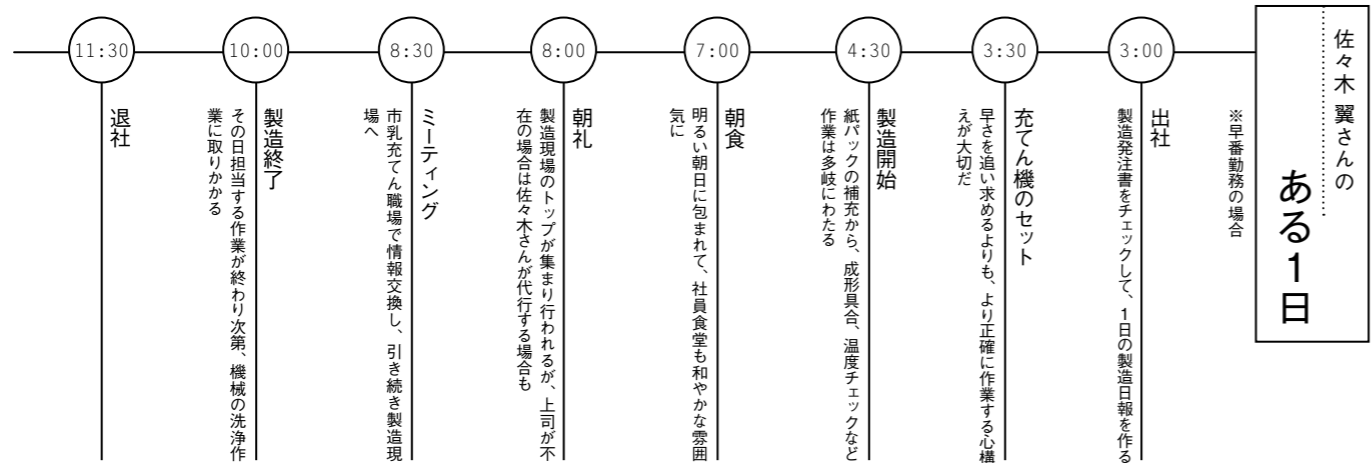 佐々木 翼さんの
ある1日
※早番勤務の場合
3:00
出社
製造発注書をチェックして、1日の製造日報を作る
3:30
充てん機のセット
早さを追い求めるよりも、より正確に作業する心構
えが大切だ
4:30
製造開始
紙パックの補充から、成形具合、温度チェックなど
作業は多岐にわたる
7:00
朝食
明るい朝日に包まれて、社員食堂も和やかな雰囲
気に
8:00
朝礼
製造現場のトップが集まり行われるが、上司が不
在の場合は佐々木さんが代行する場合も
8:30
ミーティング
市乳充てん職場で情報交換し、引き続き製造現
場へ
10:00
製造終了
その日担当する作業が終わり次第、機械の洗浄作
業に取りかかる
11:30
退社